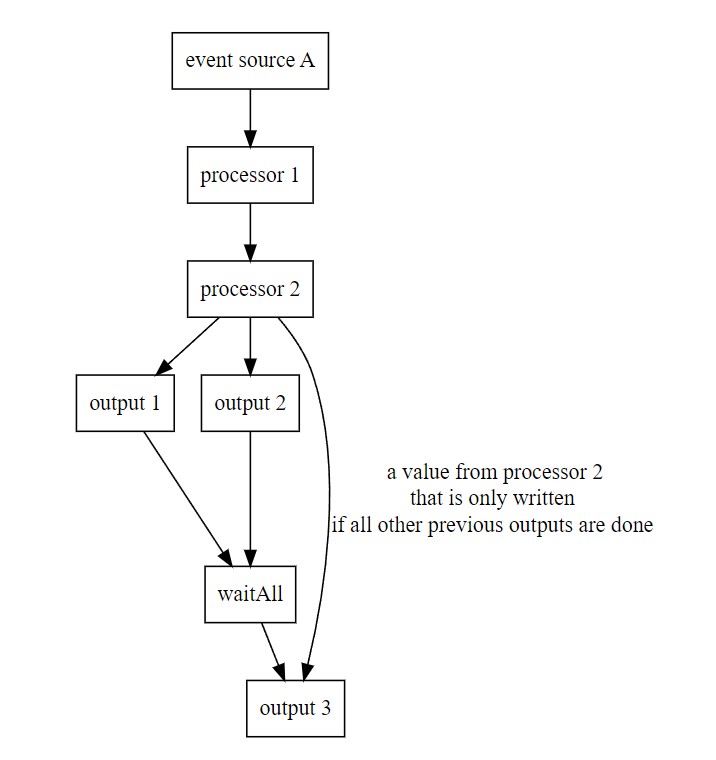 event source A
processor 1
processor 2
output 1
output 2
a value from processor 2
that is only written
if all other previous outputs are done
waitAll
output 3